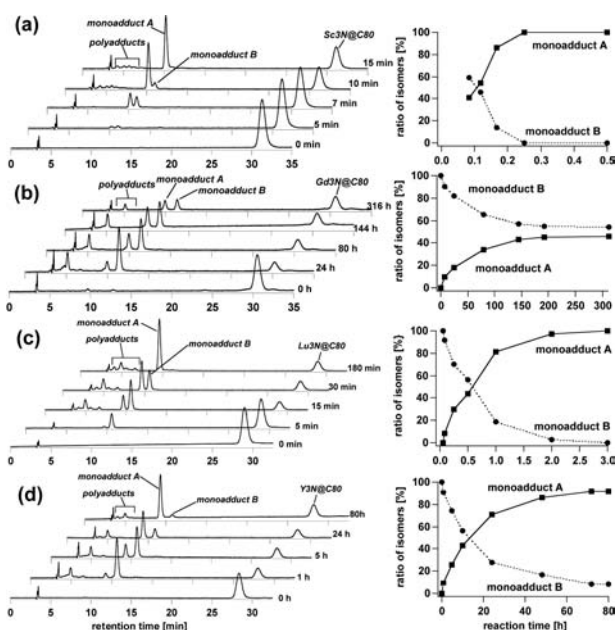 (a)
monoadduct A
Sc3N@C80
polyadducts
monoadduct B
15 min
10 min
7 min
5 min
0 min
0 5 10 15 20 25 30 35
ratio of isomers [%]
100
80
60
40
20
0
monoadduct A
monoadduct B
0.0 0.1 0.2 0.3 0.4 0.5
(b)
monoadduct A
monoadduct B
polyadducts
Gd3N@C80
316 h
144 h
80 h
24 h
0 h
0 5 10 15 20 25 30
ratio of isomers [%]
100
80
60
40
20
0
monoadduct B
monoadduct A
0 50 100 150 200 250 300
(c)
monoadduct A
polyadducts
Lu3N@C80
monoadduct B
180 min
30 min
15 min
5 min
0 min
0 5 10 15 20 25 30
ratio of isomers [%]
100
80
60
40
20
0
monoadduct A
monoadduct B
0.0 0.5 1.0 1.5 2.0 2.5 3.0
(d)
monoadduct A
polyadducts
monoadduct B
Y3N@C80
80h
24 h
5 h
1 h
0 h
0 5 10 15 20 25 30
retention time [min]
ratio of isomers [%]
100
80
60
40
20
0
monoadduct A
monoadduct B
0 10 20 30 40 50 60 70 80
reaction time [h]